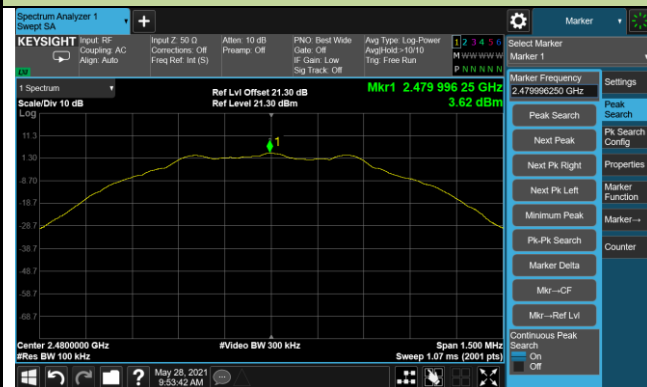 Spectrum Analyzer 1
Swept SA
+
Marker
KEYSIGHT
Input: RF
Coupling: AC
Align: Auto
Input Z: 50 Ω
Corrections: Off
Freq Ref: Int (S)
Atten: 10 dB
Preamp: Off
PNO: Best Wide
Gate: Off
IF Gain: Low
Sig Track: Off
Avg Type: Log-Power
Avg|Hold:>10/10
Trig: Free Run
1 2 3 4 5 6
M W W W W W
P N N N N N
LXI
Select Marker
Marker 1
1 Spectrum
Scale/Div 10 dB
Log
Ref Lvl Offset 21.30 dB
Ref Level 21.30 dBm
Mkr1 2.479 996 25 GHz
3.62 dBm
11.3
1.30
-8.70
-18.7
-28.7
-38.7
-48.7
-58.7
-68.7
1
Center 2.4800000 GHz
#Res BW 100 kHz
#Video BW 300 kHz
Span 1.500 MHz
Sweep 1.07 ms (2001 pts)
Marker Frequency
2.479996250 GHz
Peak Search
Next Peak
Next Pk Right
Next Pk Left
Minimum Peak
Pk-Pk Search
Marker Delta
Mkr→CF
Mkr→Ref Lvl
Continuous Peak
Search
On
Off
Settings
Peak
Search
Pk Search
Config
Properties
Marker
Function
Marker→
Counter
?
May 28, 2021
9:53:42 AM